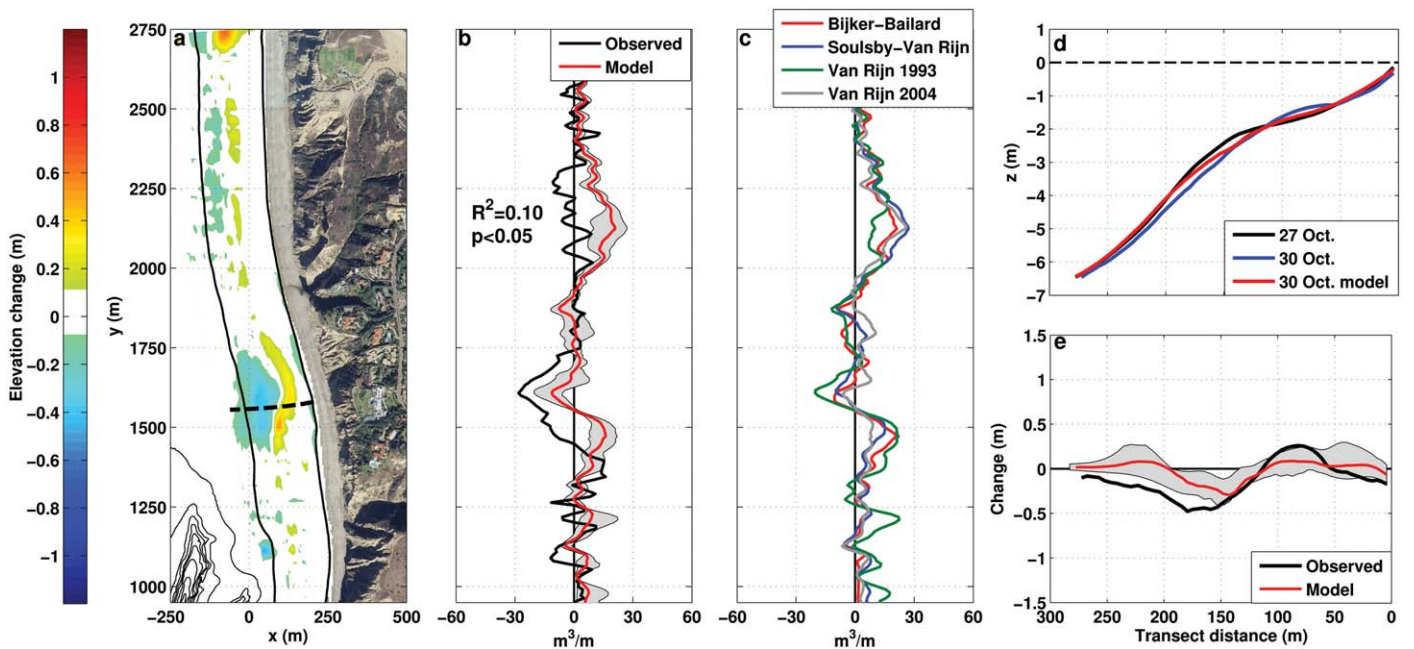 Elevation change (m)
1
0.8
0.6
0.4
0.2
0
−0.2
−0.4
−0.6
−0.8
−1
a
y (m)
2750
2500
2250
2000
1750
1500
1250
1000
−250
0
250
500
x (m)
b
Observed
Model
R²=0.10
p<0.05
−60
−30
0
30
60
m³/m
c
Bijker−Bailard
Soulsby−Van Rijn
Van Rijn 1993
Van Rijn 2004
−60
−30
0
30
60
m³/m
d
z (m)
1
0
−1
−2
−3
−4
−5
−6
−7
27 Oct.
30 Oct.
30 Oct. model
e
Change (m)
1.5
1
0.5
0
−0.5
−1
−1.5
Observed
Model
300
250
200
150
100
50
0
Transect distance (m)